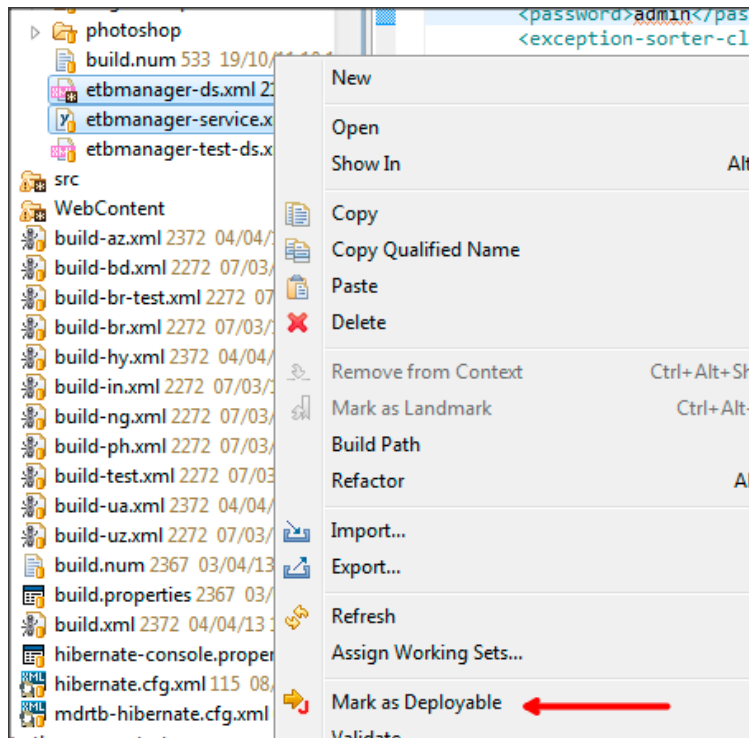 <password>admin</pas
<exception-sorter-cl
photoshop
build.num 533 19/10/
etbmanager-ds.xml 2
etbmanager-service.x
etbmanager-test-ds.x
src
WebContent
build-az.xml 2372 04/04/
build-bd.xml 2272 07/03/
build-br-test.xml 2272 07
build-br.xml 2272 07/03/
build-hy.xml 2372 04/04/
build-in.xml 2272 07/03/
build-ng.xml 2272 07/03/
build-ph.xml 2272 07/03/
build-test.xml 2272 07/03
build-ua.xml 2372 04/04/
build-uz.xml 2272 07/03/
build.num 2367 03/04/13
build.properties 2367 03/
build.xml 2372 04/04/13 1
hibernate-console.proper
hibernate.cfg.xml 115 08/
mdrtb-hibernate.cfg.xml
New
Open
Show In Alt
Copy
Copy Qualified Name
Paste
Delete
Remove from Context Ctrl+Alt+Sh
Mark as Landmark Ctrl+Alt-
Build Path
Refactor Al
Import...
Export...
Refresh
Assign Working Sets...
Mark as Deployable
Validate